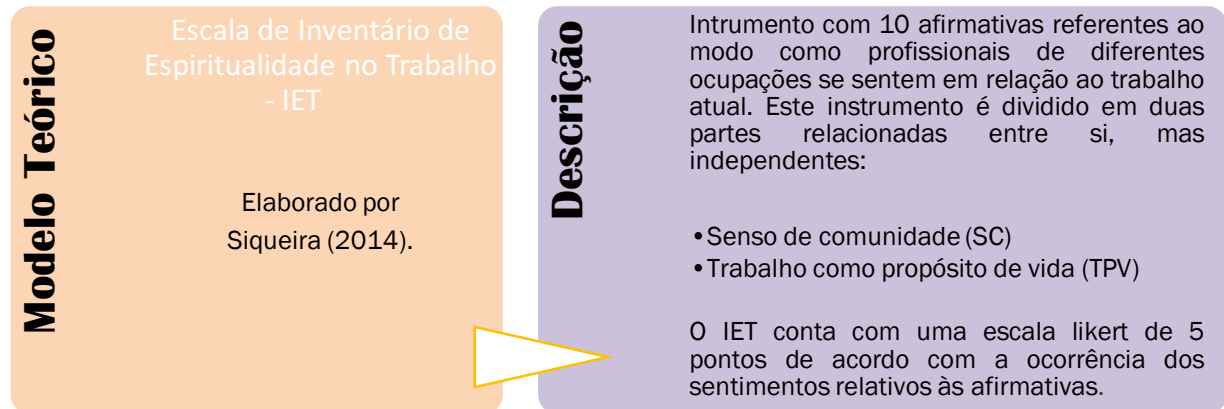 Modelo Teórico
Escala de Inventário de
Espiritualidade no Trabalho
- IET
Elaborado por
Siqueira (2014).
Descrição
Intrumento com 10 afirmativas referentes ao
modo como profissionais de diferentes
ocupações se sentem em relação ao trabalho
atual. Este instrumento é dividido em duas
partes relacionadas entre si, mas
independentes:
•Senso de comunidade (SC)
•Trabalho como propósito de vida (TPV)
O IET conta com uma escala likert de 5
pontos de acordo com a ocorrência dos
sentimentos relativos às afirmativas.